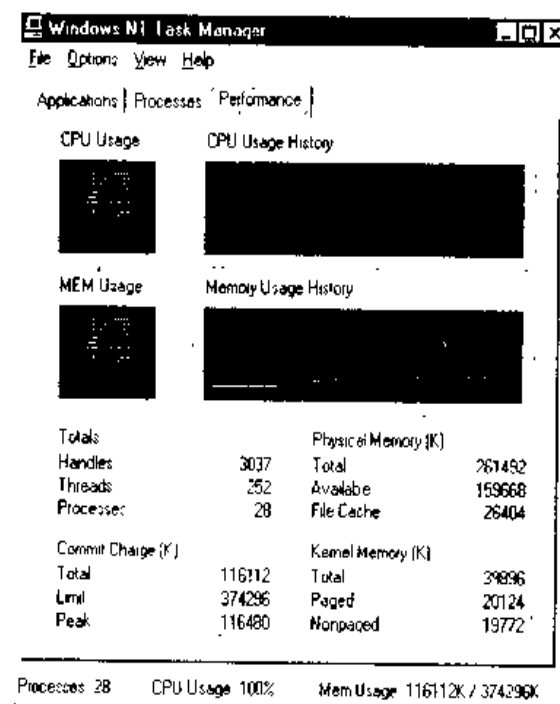 Windows NT Task Manager
File Options View Help
Applications Processes Performance
CPU Usage CPU Usage History
MEM Usage Memory Usage History
Totals
Handles 3037
Threads 252
Processes 28
Physical Memory (K)
Total 261492
Available 159668
File Cache 26404
Commit Charge (K)
Total 116112
Limit 374296
Peak 116480
Kernel Memory (K)
Total 39896
Paged 20124
Nonpaged 19772
Processes 28 CPU Usage 100% Mem Usage 116112K / 374296K